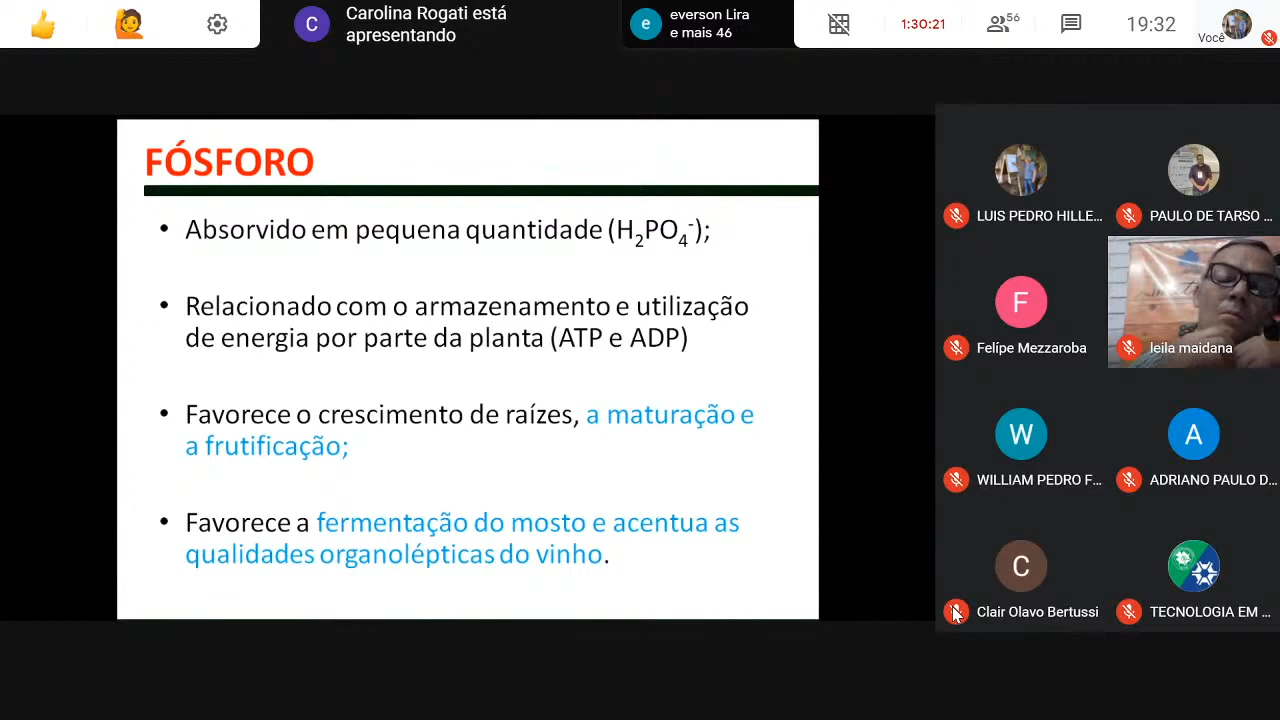 C
Carolina Rogati está
apresentando
e
everson Lira
e mais 46
1:30:21
56
19:32
Você
FÓSFORO
• Absorvido em pequena quantidade (H₂PO₄⁻);
• Relacionado com o armazenamento e utilização
de energia por parte da planta (ATP e ADP)
• Favorece o crescimento de raízes, a maturação e
a frutificação;
• Favorece a fermentação do mosto e acentua as
qualidades organolépticas do vinho.
LUIS PEDRO HILLE...
PAULO DE TARSO ...
F
Felípe Mezzaroba
leila maidana
W
WILLIAM PEDRO F...
A
ADRIANO PAULO D...
C
Clair Olavo Bertussi
TECNOLOGIA EM ...